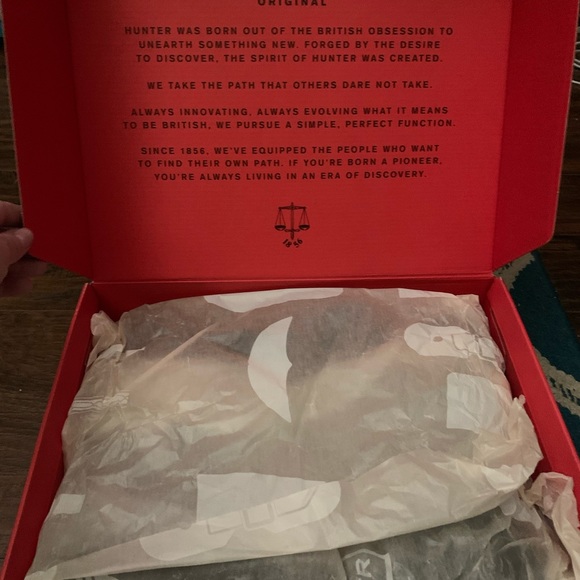 ORIGINAL
HUNTER WAS BORN OUT OF THE BRITISH OBSESSION TO
UNEARTH SOMETHING NEW. FORGED BY THE DESIRE
TO DISCOVER, THE SPIRIT OF HUNTER WAS CREATED.
WE TAKE THE PATH THAT OTHERS DARE NOT TAKE.
ALWAYS INNOVATING, ALWAYS EVOLVING WHAT IT MEANS
TO BE BRITISH, WE PURSUE A SIMPLE, PERFECT FUNCTION.
SINCE 1856, WE'VE EQUIPPED THE PEOPLE WHO WANT
TO FIND THEIR OWN PATH. IF YOU'RE BORN A PIONEER,
YOU'RE ALWAYS LIVING IN AN ERA OF DISCOVERY.